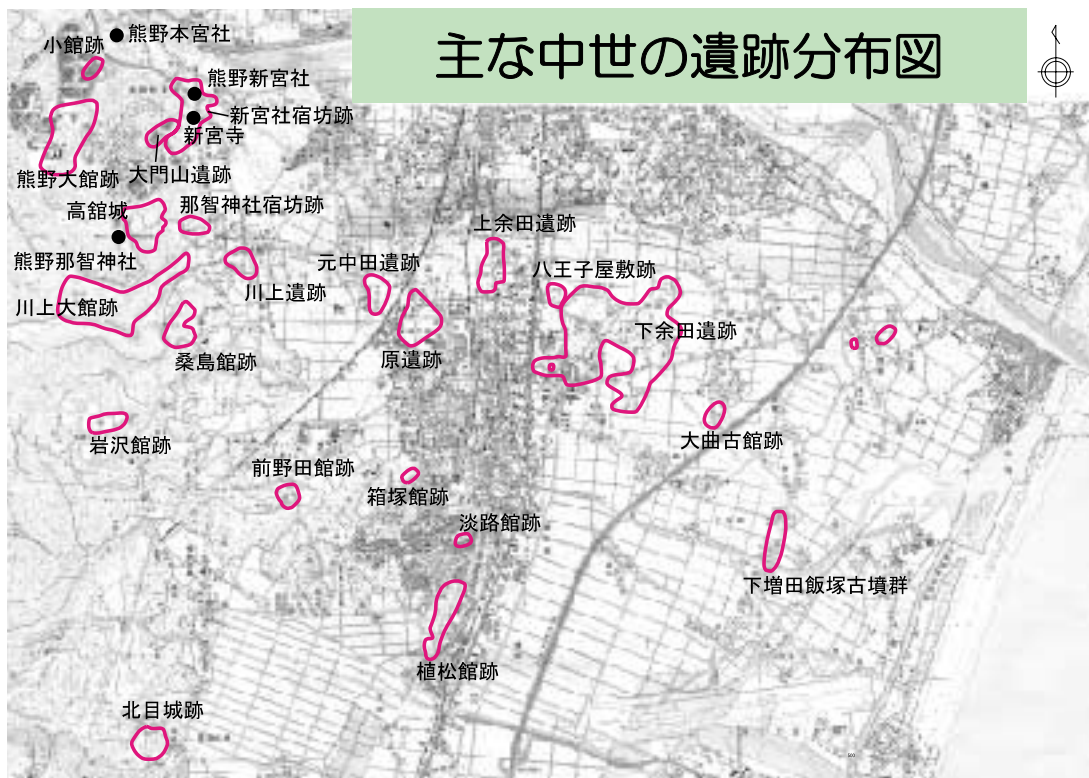 主な中世の遺跡分布図
熊野本宮社
小館跡
熊野新宮社
新宮社宿坊跡
新宮寺
大門山遺跡
熊野大館跡
那智神社宿坊跡
高舘城
熊野那智神社
川上遺跡
川上大館跡
桑島館跡
元中田遺跡
原遺跡
上余田遺跡
八王子屋敷跡
下余田遺跡
大曲古館跡
岩沢館跡
前野田館跡
箱塚館跡
淡路館跡
下増田飯塚古墳群
植松館跡
北目城跡